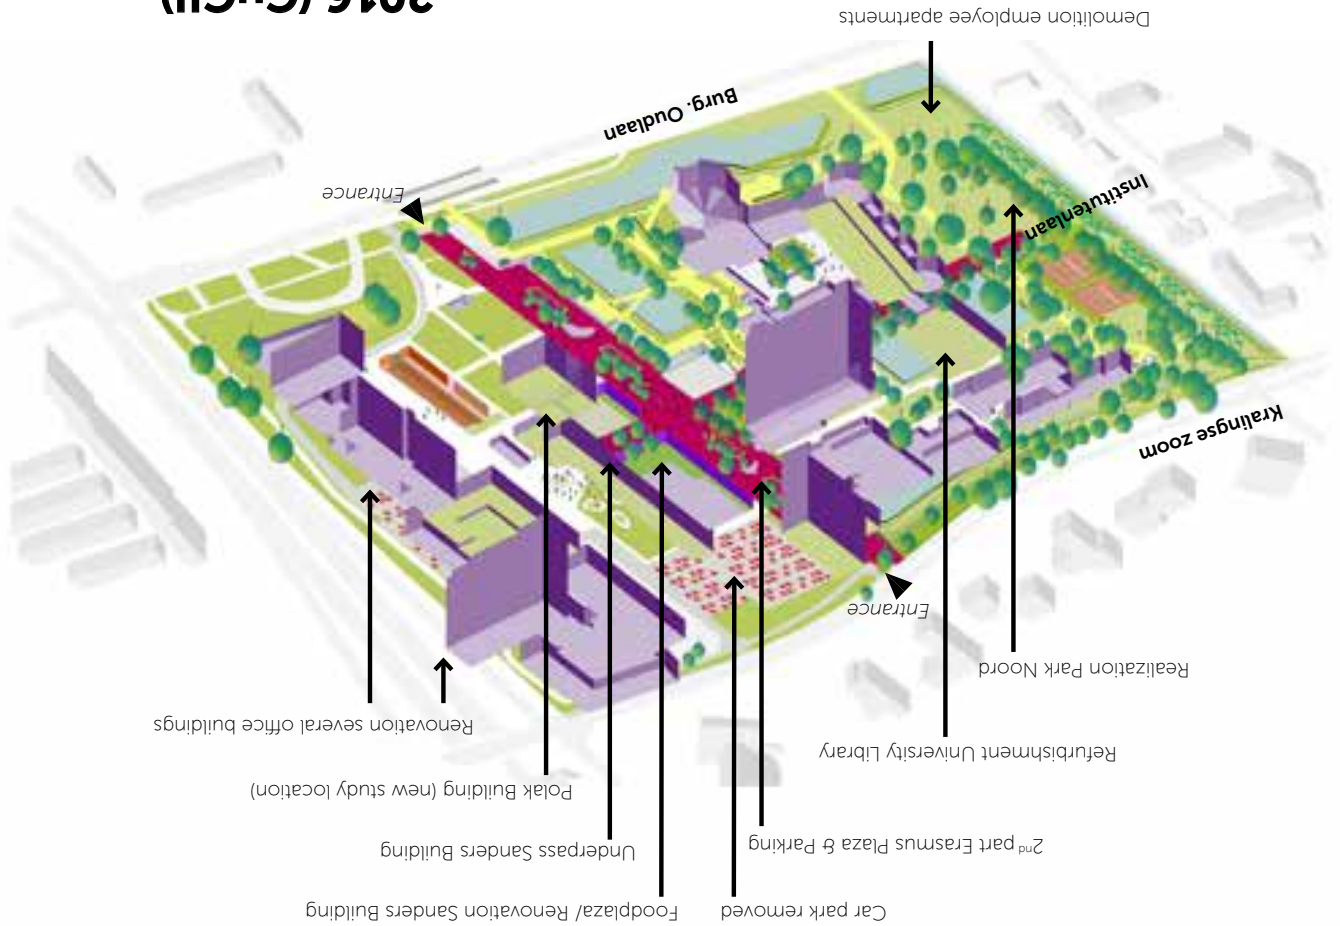 Car park removed
Foodplaza/ Renovation Sanders Building
2nd part Erasmus Plaza & Parking
Underpass Sanders Building
Polak Building (new study location)
Refurbishment University Library
Renovation several office buildings
Realization Park Noord
Entrance
Kralingse zoom
Institutenlaan
Entrance
Burg. Oudlaan
Demolition employee apartments
2016